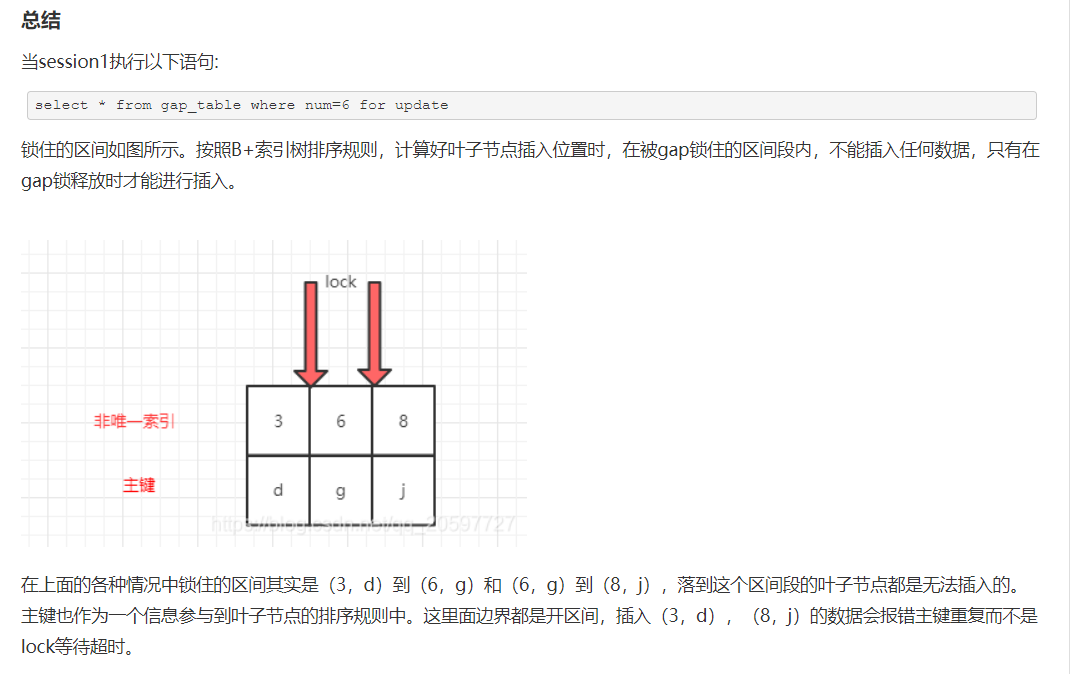 总结
当session1执行以下语句:
select * from gap_table where num=6 for update
锁住的区间如图所示。按照B+索引树排序规则，计算好叶子节点插入位置时，在被gap锁住的区间段内，不能插入任何数据，只有在
gap锁释放时才能进行插入。
lock
非唯一索引 3 6 8
主键 d g j
https://blog.csdn.net/qq_20597727
在上面的各种情况中锁住的区间其实是（3，d）到（6，g）和（6，g）到（8，j），落到这个区间段的叶子节点都是无法插入的。
主键也作为一个信息参与到叶子节点的排序规则中。这里面边界都是开区间，插入（3，d），（8，j）的数据会报错主键重复而不是
lock等待超时。